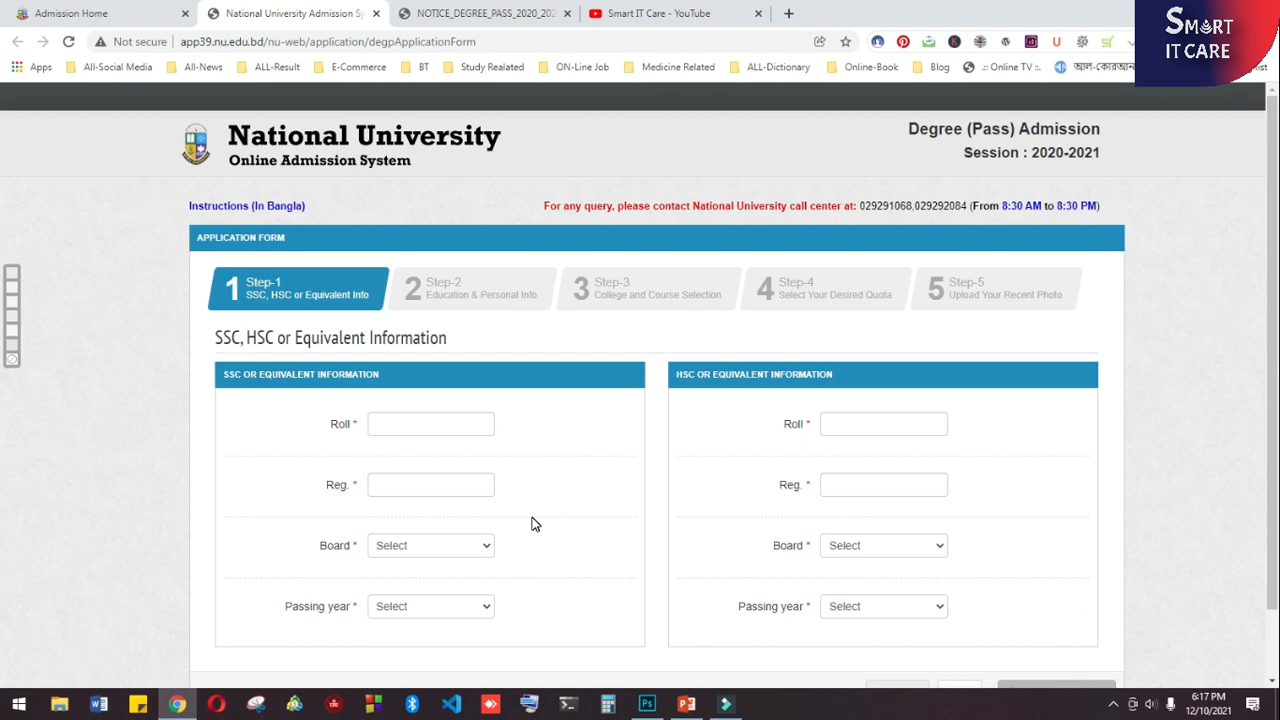 Admission Home
National University Admission Sy
NOTICE_DEGREE_PASS_2020_202
Smart IT Care - YouTube
SMART
IT CARE
Not secure
app39.nu.edu.bd/nu-web/application/degpApplicationForm
Apps
All-Social Media
All-News
ALL-Result
E-Commerce
BT
Study Realated
ON-Line Job
Medicine Related
ALL-Dictionary
Online-Book
Blog
.:: Online TV ::.
National University
Online Admission System
Degree (Pass) Admission
Session : 2020-2021
Instructions (In Bangla)
For any query, please contact National University call center at: 029291068,029292084 (From 8:30 AM to 8:30 PM)
APPLICATION FORM
1 Step-1
SSC, HSC or Equivalent Info
2 Step-2
Education & Personal Info
3 Step-3
College and Course Selection
4 Step-4
Select Your Desired Quota
5 Step-5
Upload Your Recent Photo
SSC, HSC or Equivalent Information
SSC OR EQUIVALENT INFORMATION
Roll *
Reg. *
Board * Select
Passing year * Select
HSC OR EQUIVALENT INFORMATION
Roll *
Reg. *
Board * Select
Passing year * Select
6:17 PM
12/10/2021